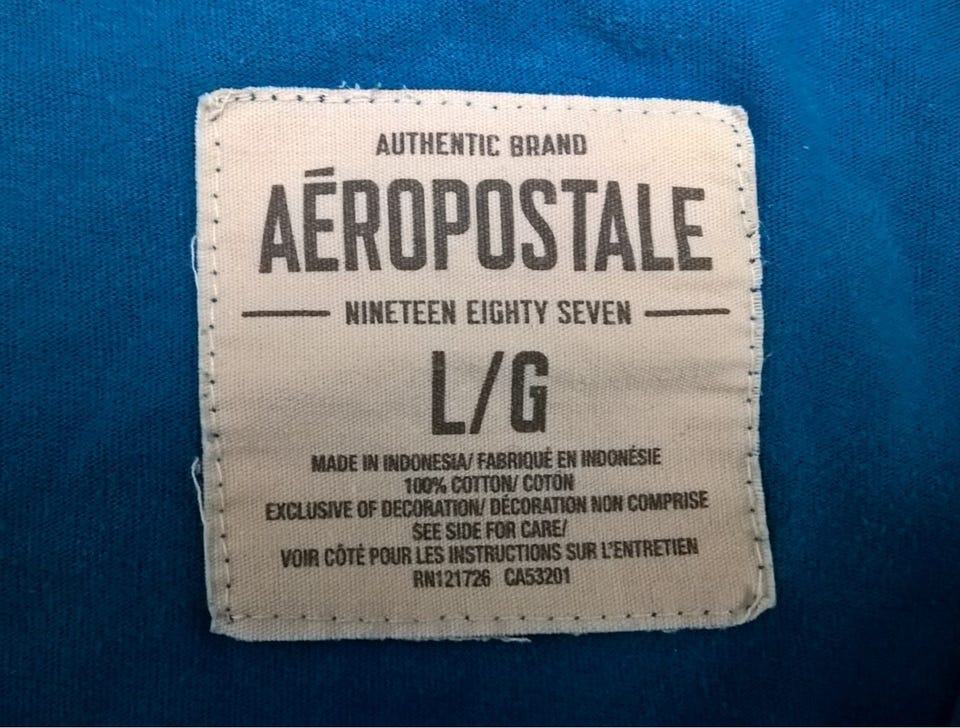 AUTHENTIC BRAND
AÉROPOSTALE
NINETEEN EIGHTY SEVEN
L/G
MADE IN INDONESIA/ FABRIQUÉ EN INDONÉSIE
100% COTTON/ COTÓN
EXCLUSIVE OF DECORATION/ DÉCORATION NON COMPRISE
SEE SIDE FOR CARE/
VOIR CÔTÉ POUR LES INSTRUCTIONS SUR L'ENTRETIEN
RN121726 CA53201